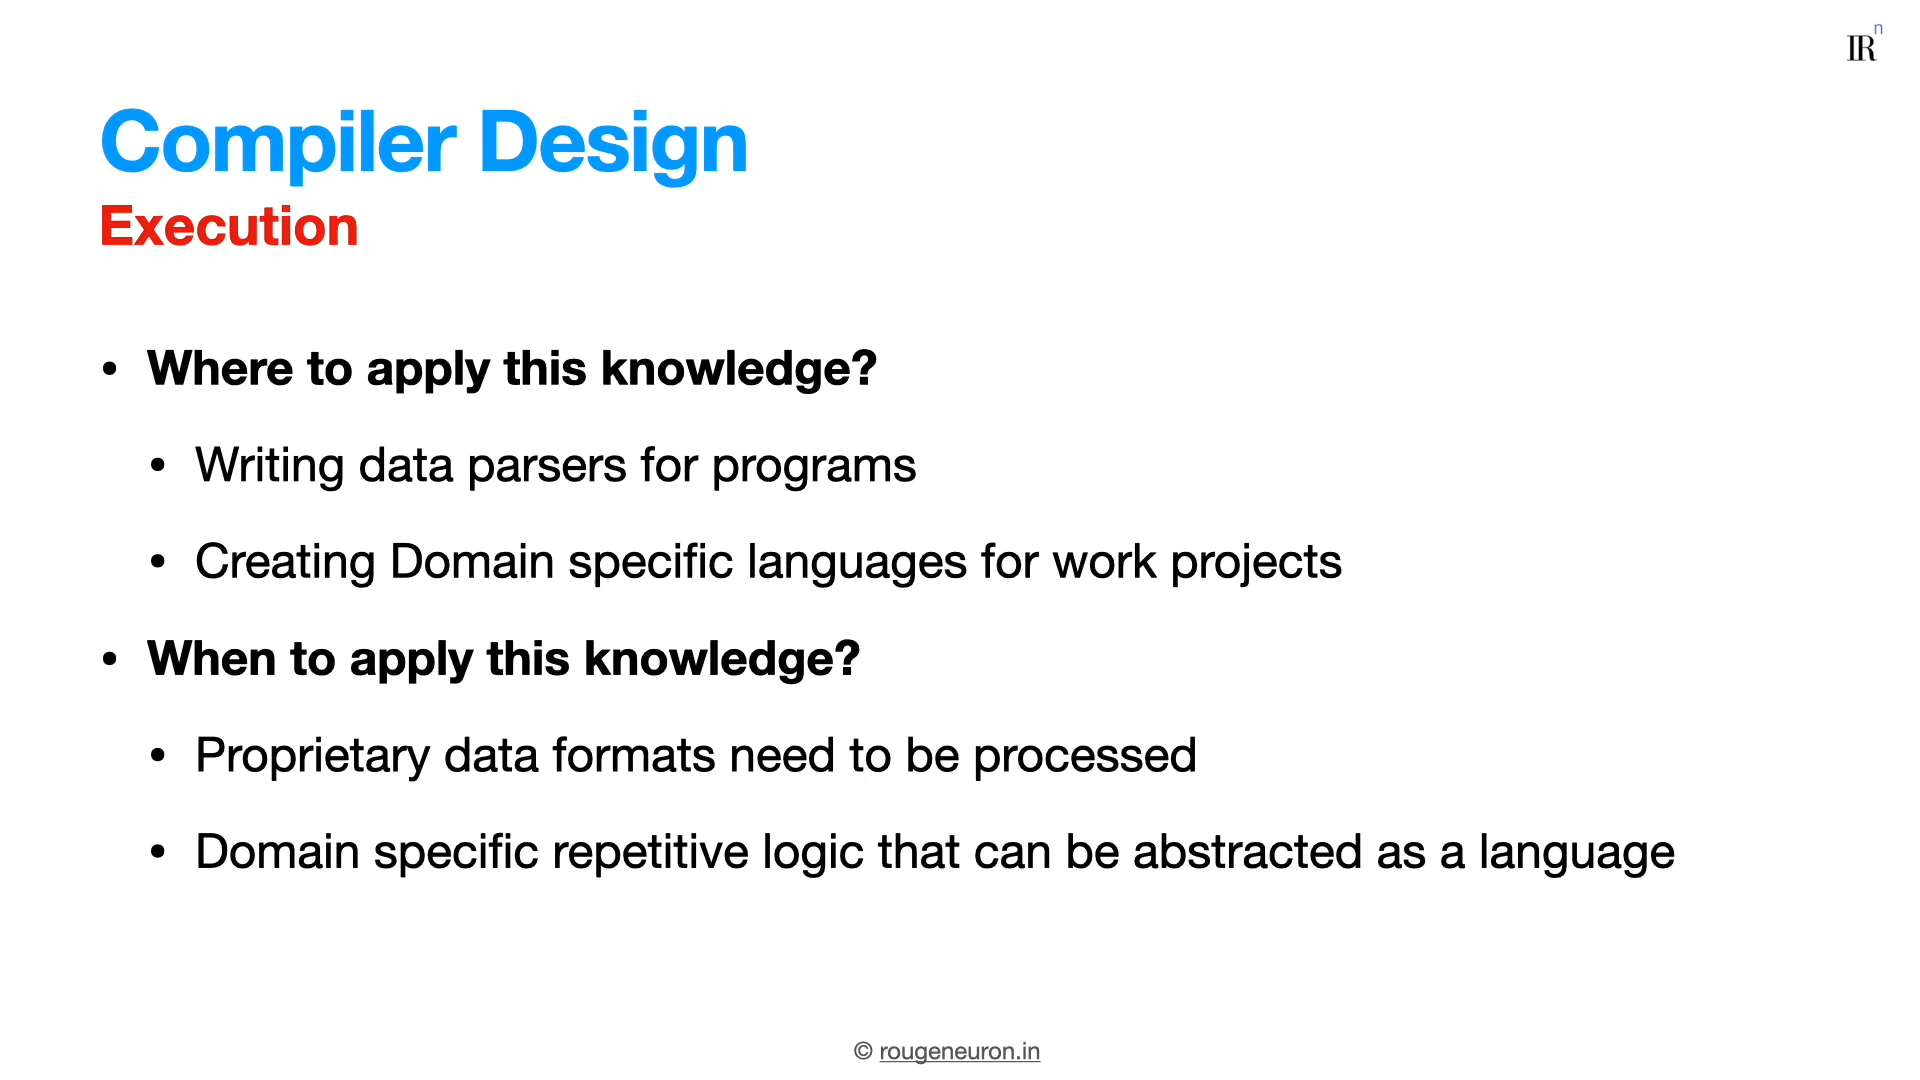 IR n
Compiler Design
Execution
• Where to apply this knowledge?
• Writing data parsers for programs
• Creating Domain specific languages for work projects
• When to apply this knowledge?
• Proprietary data formats need to be processed
• Domain specific repetitive logic that can be abstracted as a language
© rougeneuron.in